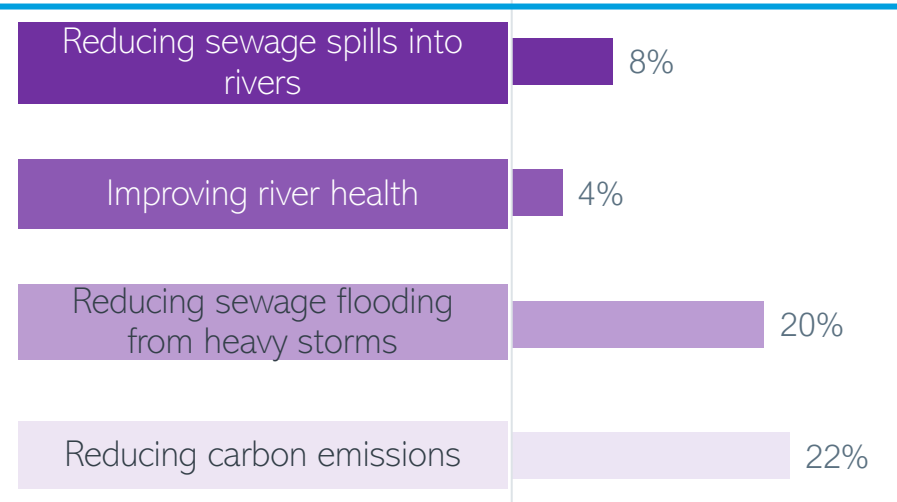 Reducing sewage spills into
rivers
8%
Improving river health
4%
Reducing sewage flooding
from heavy storms
20%
Reducing carbon emissions
22%